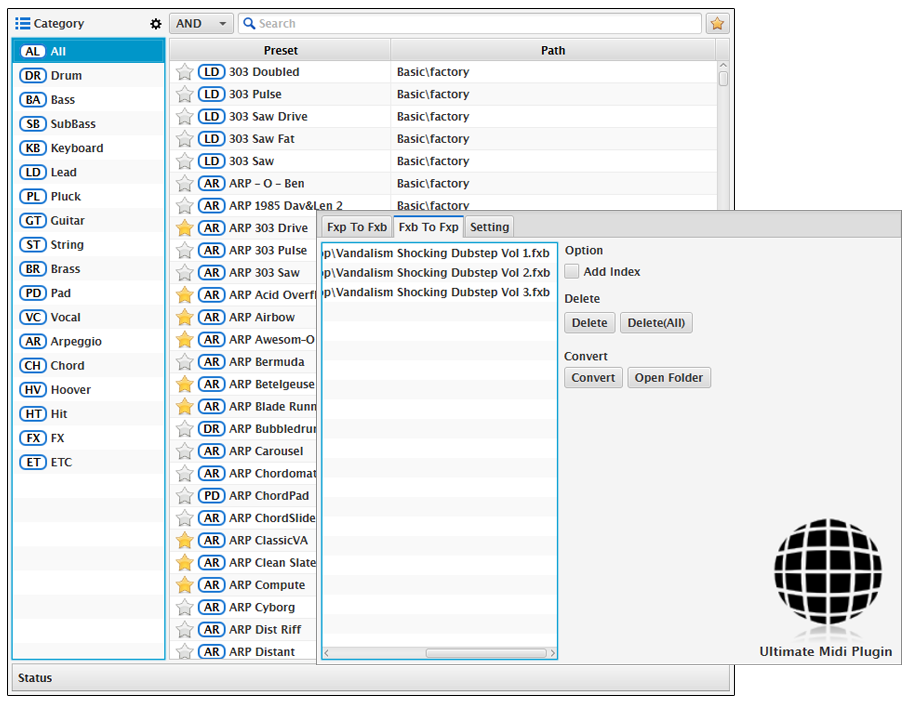 Category
AND
Search
AL All
DR Drum
BA Bass
SB SubBass
KB Keyboard
LD Lead
PL Pluck
GT Guitar
ST String
BR Brass
PD Pad
VC Vocal
AR Arpeggio
CH Chord
HV Hoover
HT Hit
FX FX
ET ETC
Preset Path
LD 303 Doubled Basic\factory
LD 303 Pulse Basic\factory
LD 303 Saw Drive Basic\factory
LD 303 Saw Fat Basic\factory
LD 303 Saw Basic\factory
AR ARP - O - Ben Basic\factory
AR ARP 1985 Dav&Len 2
AR ARP 303 Drive
AR ARP 303 Pulse
AR ARP 303 Saw
AR ARP Acid Overfl
AR ARP Airbow
AR ARP Awesom-O
AR ARP Bermuda
AR ARP Betelgeuse
AR ARP Blade Runn
DR ARP Bubbledrum
AR ARP Carousel
AR ARP Chordomat
PD ARP ChordPad
AR ARP ChordSlide
AR ARP ClassicVA
AR ARP Clean Slate
AR ARP Compute
AR ARP Cyborg
AR ARP Dist Riff
AR ARP Distant
Fxp To Fxb Fxb To Fxp Setting
op\Vandalism Shocking Dubstep Vol 1.fxb
op\Vandalism Shocking Dubstep Vol 2.fxb
op\Vandalism Shocking Dubstep Vol 3.fxb
Option
Add Index
Delete
Delete Delete(All)
Convert
Convert Open Folder
Ultimate Midi Plugin
Status